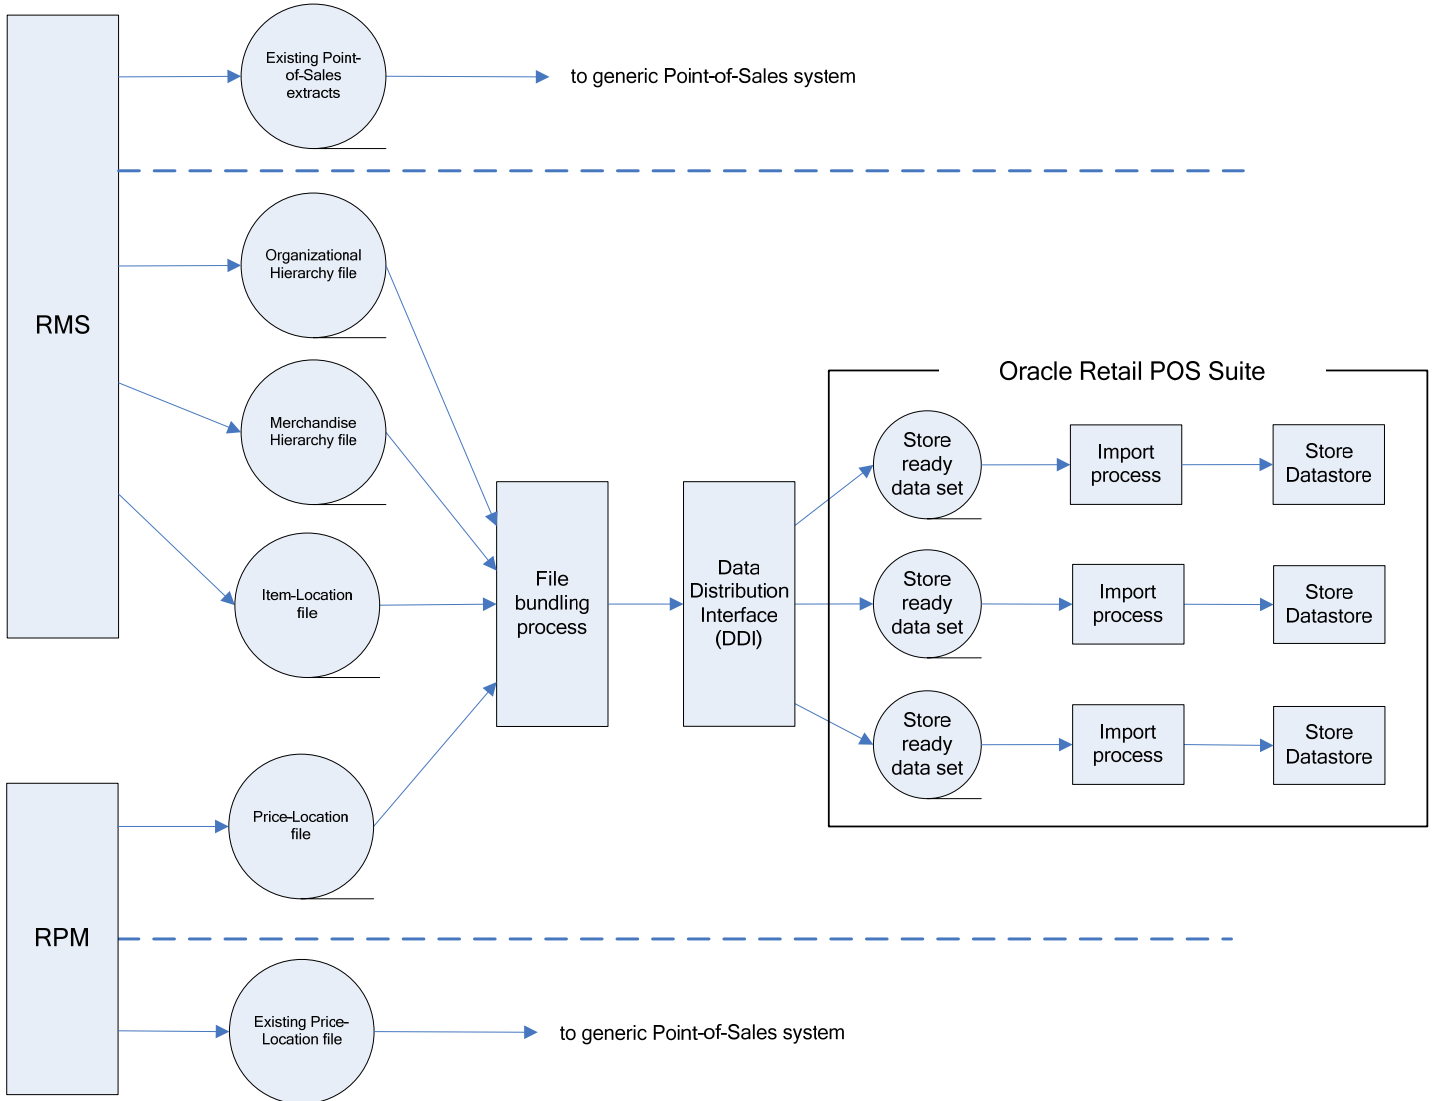 Existing Point-
of-Sales
extracts
to generic Point-of-Sales system
Organizational
Hierarchy file
RMS
Merchandise
Hierarchy file
Item-Location
file
File
bundling
process
Data
Distribution
Interface
(DDI)
Oracle Retail POS Suite
Store
ready
data set
Import
process
Store
Datastore
Store
ready
data set
Import
process
Store
Datastore
Store
ready
data set
Import
process
Store
Datastore
Price-Location
file
RPM
Existing Price-
Location file
to generic Point-of-Sales system